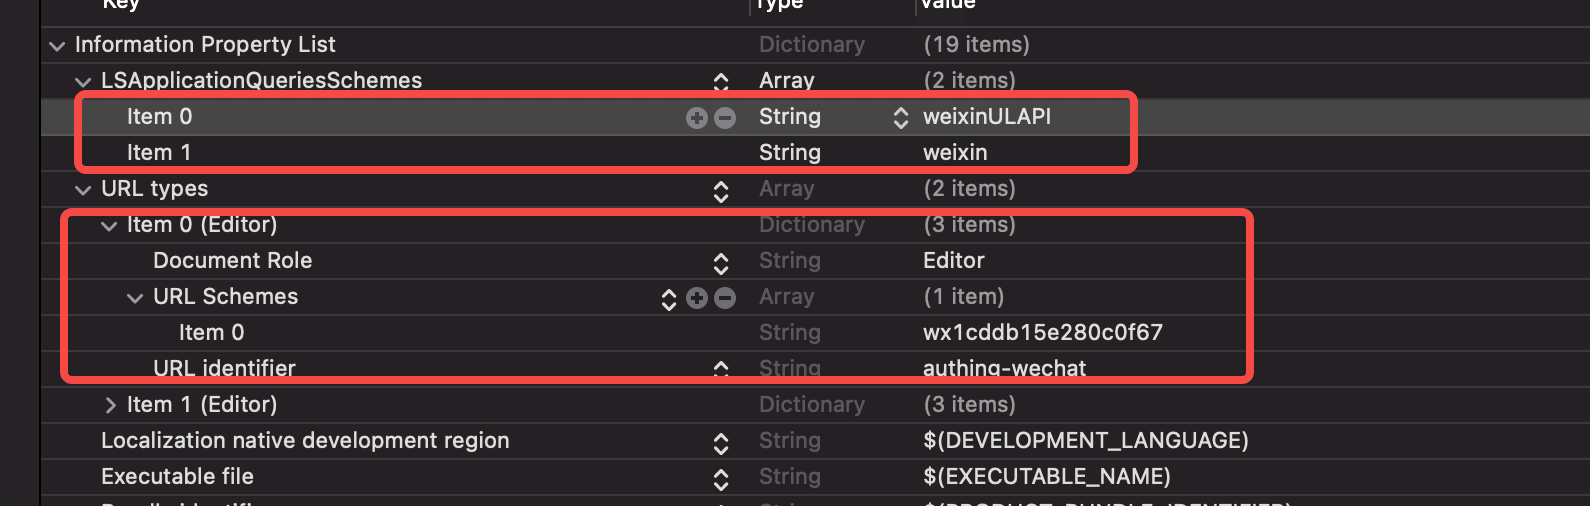 Key Type Value
Information Property List Dictionary (19 items)
LSApplicationQueriesSchemes Array (2 items)
Item 0 String weixinULAPI
Item 1 String weixin
URL types Array (2 items)
Item 0 (Editor) Dictionary (3 items)
Document Role String Editor
URL Schemes Array (1 item)
Item 0 String wx1cddb15e280c0f67
URL identifier String authing-wechat
Item 1 (Editor) Dictionary (3 items)
Localization native development region String $(DEVELOPMENT_LANGUAGE)
Executable file String $(EXECUTABLE_NAME)
Bundle identifier $(PRODUCT_BUNDLE_IDENTIFIER)